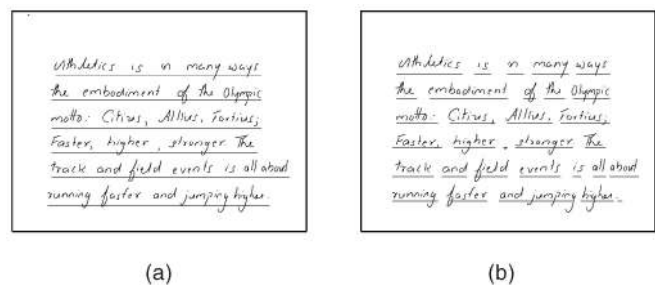 Athletics is in many ways
the embodiment of the Olympic
motto: Citius, Altius, Fortius;
Faster, higher, stronger The
track and field events is all about
running faster and jumping higher.
(a)
Athletics is in many ways
the embodiment of the Olympic
motto: Citius, Altius, Fortius;
Faster, higher, stronger The
track and field events is all about
running faster and jumping higher.
(b)